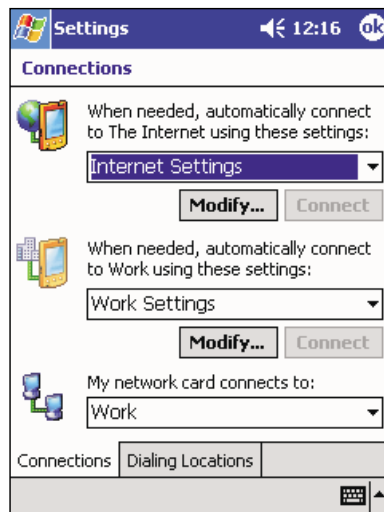 Settings 12:16 ok
Connections
When needed, automatically connect
to The Internet using these settings:
Internet Settings
Modify... Connect
When needed, automatically connect
to Work using these settings:
Work Settings
Modify... Connect
My network card connects to:
Work
Connections Dialing Locations